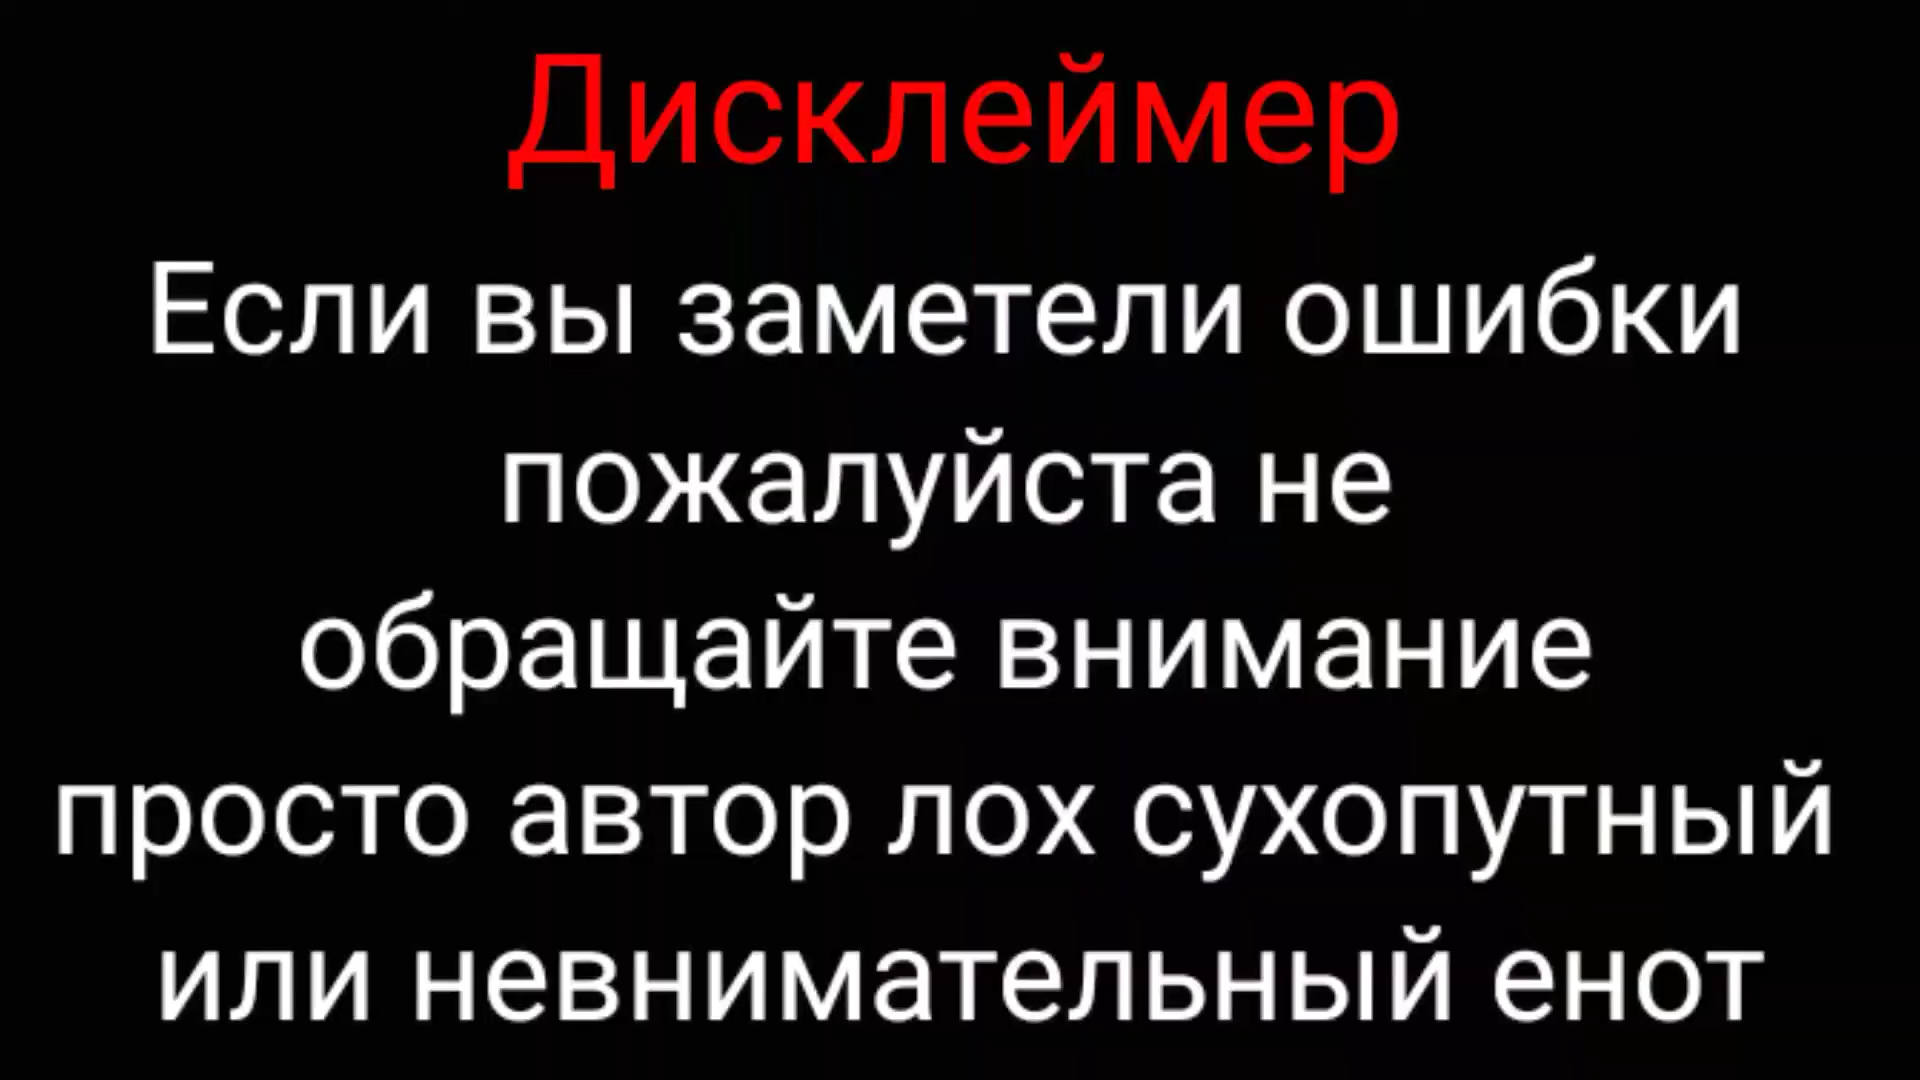 Дисклеймер
Если вы заметели ошибки
пожалуйста не
обращайте внимание
просто автор лох сухопутный
или невнимательный енот